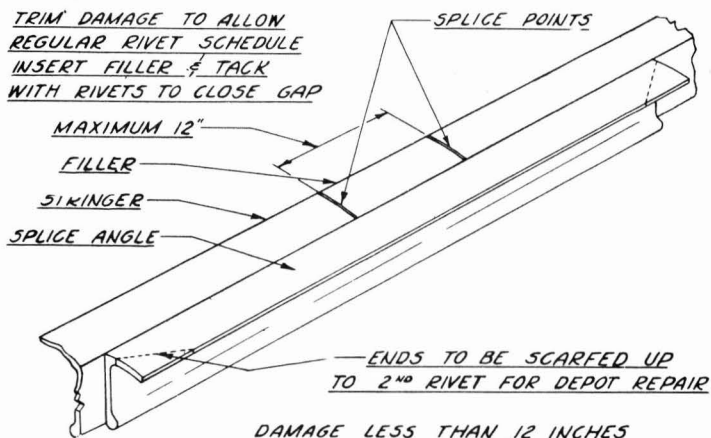 TRIM DAMAGE TO ALLOW
REGULAR RIVET SCHEDULE
INSERT FILLER & TACK
WITH RIVETS TO CLOSE GAP
SPLICE POINTS
MAXIMUM 12"
FILLER
STRINGER
SPLICE ANGLE
ENDS TO BE SCARFED UP
TO 2ND RIVET FOR DEPOT REPAIR
DAMAGE LESS THAN 12 INCHES